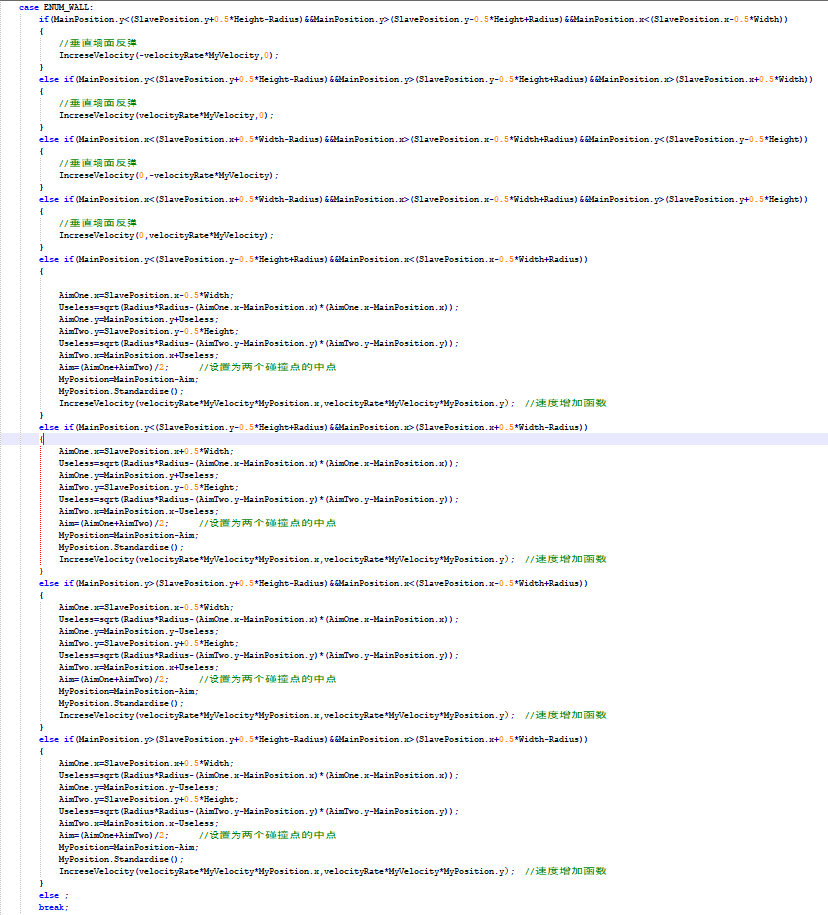 case ENUM_WALL:
if(MainPosition.y<(SlavePosition.y+0.5*Height-Radius)&&MainPosition.y>(SlavePosition.y-0.5*Height+Radius)&&MainPosition.x<(SlavePosition.x-0.5*Width))
{
//垂直墙面反弹
IncreseVelocity(-velocityRate*MyVelocity,0);
}
else if(MainPosition.y<(SlavePosition.y+0.5*Height-Radius)&&MainPosition.y>(SlavePosition.y-0.5*Height+Radius)&&MainPosition.x>(SlavePosition.x+0.5*Width))
{
//垂直墙面反弹
IncreseVelocity(velocityRate*MyVelocity,0);
}
else if(MainPosition.x<(SlavePosition.x+0.5*Width-Radius)&&MainPosition.x>(SlavePosition.x-0.5*Width+Radius)&&MainPosition.y<(SlavePosition.y-0.5*Height))
{
//垂直墙面反弹
IncreseVelocity(0,-velocityRate*MyVelocity);
}
else if(MainPosition.x<(SlavePosition.x+0.5*Width-Radius)&&MainPosition.x>(SlavePosition.x-0.5*Width+Radius)&&MainPosition.y>(SlavePosition.y+0.5*Height))
{
//垂直墙面反弹
IncreseVelocity(0,velocityRate*MyVelocity);
}
else if(MainPosition.y<(SlavePosition.y-0.5*Height+Radius)&&MainPosition.x<(SlavePosition.x-0.5*Width+Radius))
{
AimOne.x=SlavePosition.x-0.5*Width;
Useless=sqrt(Radius*Radius-(AimOne.x-MainPosition.x)*(AimOne.x-MainPosition.x));
AimOne.y=MainPosition.y+Useless;
AimTwo.y=SlavePosition.y-0.5*Height;
Useless=sqrt(Radius*Radius-(AimTwo.y-MainPosition.y)*(AimTwo.y-MainPosition.y));
AimTwo.x=MainPosition.x+Useless;
Aim=(AimOne+AimTwo)/2; //设置为两个碰撞点的中点
MyPosition=MainPosition-Aim;
MyPosition.Standardise();
IncreseVelocity(velocityRate*MyVelocity*MyPosition.x,velocityRate*MyVelocity*MyPosition.y); //速度增加函数
}
else if(MainPosition.y<(SlavePosition.y-0.5*Height+Radius)&&MainPosition.x>(SlavePosition.x+0.5*Width-Radius))
{
AimOne.x=SlavePosition.x+0.5*Width;
Useless=sqrt(Radius*Radius-(AimOne.x-MainPosition.x)*(AimOne.x-MainPosition.x));
AimOne.y=MainPosition.y+Useless;
AimTwo.y=SlavePosition.y-0.5*Height;
Useless=sqrt(Radius*Radius-(AimTwo.y-MainPosition.y)*(AimTwo.y-MainPosition.y));
AimTwo.x=MainPosition.x-Useless;
Aim=(AimOne+AimTwo)/2; //设置为两个碰撞点的中点
MyPosition=MainPosition-Aim;
MyPosition.Standardise();
IncreseVelocity(velocityRate*MyVelocity*MyPosition.x,velocityRate*MyVelocity*MyPosition.y); //速度增加函数
}
else if(MainPosition.y>(SlavePosition.y+0.5*Height-Radius)&&MainPosition.x<(SlavePosition.x-0.5*Width+Radius))
{
AimOne.x=SlavePosition.x-0.5*Width;
Useless=sqrt(Radius*Radius-(AimOne.x-MainPosition.x)*(AimOne.x-MainPosition.x));
AimOne.y=MainPosition.y-Useless;
AimTwo.y=SlavePosition.y+0.5*Height;
Useless=sqrt(Radius*Radius-(AimTwo.y-MainPosition.y)*(AimTwo.y-MainPosition.y));
AimTwo.x=MainPosition.x+Useless;
Aim=(AimOne+AimTwo)/2; //设置为两个碰撞点的中点
MyPosition=MainPosition-Aim;
MyPosition.Standardise();
IncreseVelocity(velocityRate*MyVelocity*MyPosition.x,velocityRate*MyVelocity*MyPosition.y); //速度增加函数
}
else if(MainPosition.y>(SlavePosition.y+0.5*Height-Radius)&&MainPosition.x>(SlavePosition.x+0.5*Width-Radius))
{
AimOne.x=SlavePosition.x+0.5*Width;
Useless=sqrt(Radius*Radius-(AimOne.x-MainPosition.x)*(AimOne.x-MainPosition.x));
AimOne.y=MainPosition.y-Useless;
AimTwo.y=SlavePosition.y+0.5*Height;
Useless=sqrt(Radius*Radius-(AimTwo.y-MainPosition.y)*(AimTwo.y-MainPosition.y));
AimTwo.x=MainPosition.x-Useless;
Aim=(AimOne+AimTwo)/2; //设置为两个碰撞点的中点
MyPosition=MainPosition-Aim;
MyPosition.Standardise();
IncreseVelocity(velocityRate*MyVelocity*MyPosition.x,velocityRate*MyVelocity*MyPosition.y); //速度增加函数
}
else ;
break;